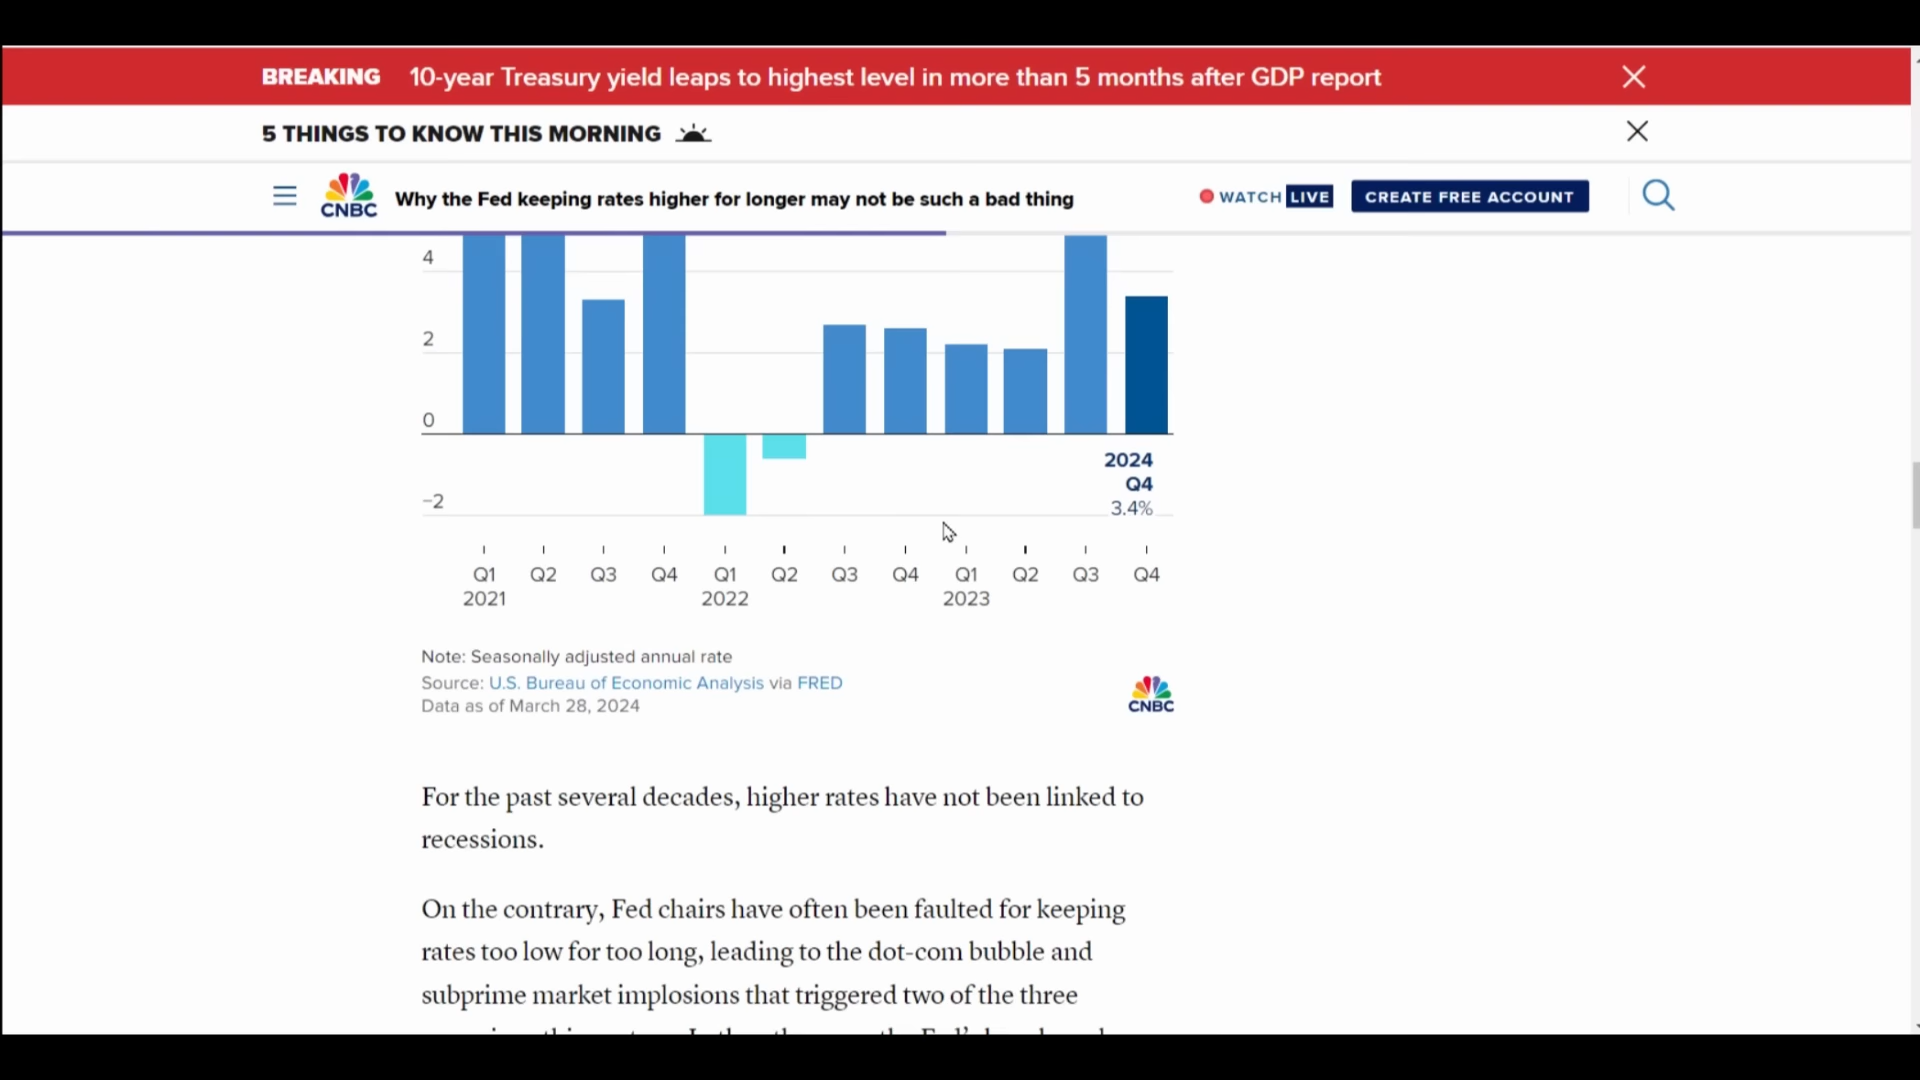 BREAKING 10-year Treasury yield leaps to highest level in more than 5 months after GDP report
5 THINGS TO KNOW THIS MORNING
CNBC Why the Fed keeping rates higher for longer may not be such a bad thing WATCH LIVE CREATE FREE ACCOUNT
4
2
0
−2
2024
Q4
3.4%
Q1 Q2 Q3 Q4 Q1 Q2 Q3 Q4 Q1 Q2 Q3 Q4
2021 2022 2023
Note: Seasonally adjusted annual rate
Source: U.S. Bureau of Economic Analysis via FRED
Data as of March 28, 2024
CNBC
For the past several decades, higher rates have not been linked to
recessions.
On the contrary, Fed chairs have often been faulted for keeping
rates too low for too long, leading to the dot-com bubble and
subprime market implosions that triggered two of the three